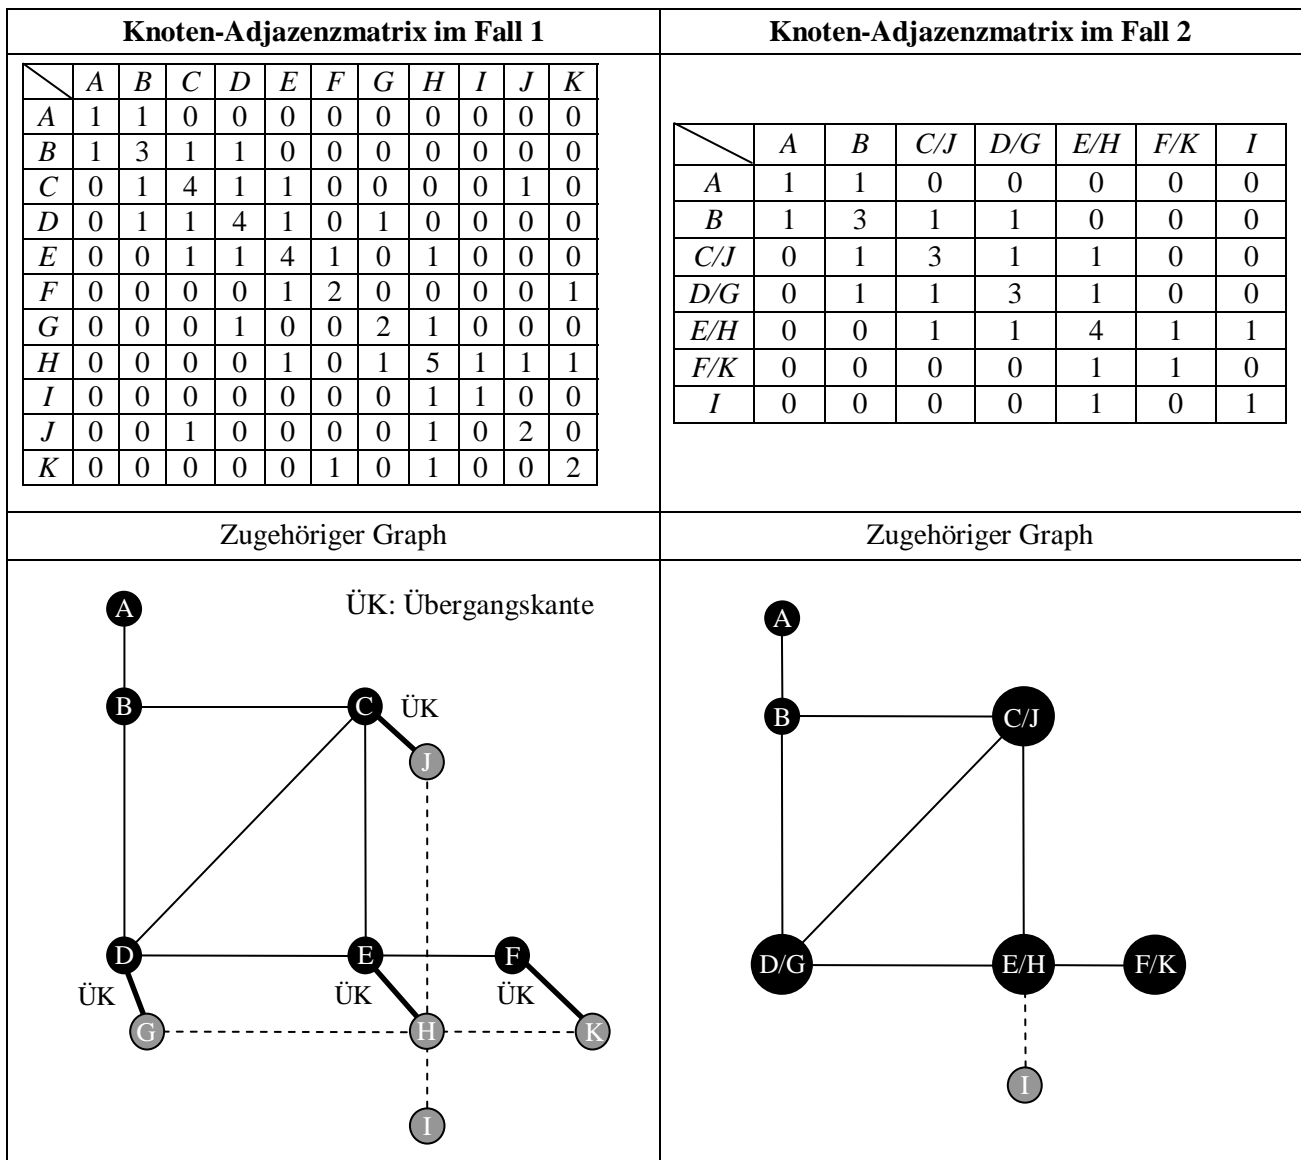 Knoten-Adjazenzmatrix im Fall 1
A B C D E F G H I J K
A 1 1 0 0 0 0 0 0 0 0 0
B 1 3 1 1 0 0 0 0 0 0 0
C 0 1 4 1 1 0 0 0 0 1 0
D 0 1 1 4 1 0 1 0 0 0 0
E 0 0 1 1 4 1 0 1 0 0 0
F 0 0 0 0 1 2 0 0 0 0 1
G 0 0 0 1 0 0 2 1 0 0 0
H 0 0 0 0 1 0 1 5 1 1 1
I 0 0 0 0 0 0 0 1 1 0 0
J 0 0 1 0 0 0 0 1 0 2 0
K 0 0 0 0 0 1 0 1 0 0 2
Knoten-Adjazenzmatrix im Fall 2
A B C/J D/G E/H F/K I
A 1 1 0 0 0 0 0
B 1 3 1 1 0 0 0
C/J 0 1 3 1 1 0 0
D/G 0 1 1 3 1 0 0
E/H 0 0 1 1 4 1 1
F/K 0 0 0 0 1 1 0
I 0 0 0 0 1 0 1
Zugehöriger Graph
A
ÜK: Übergangskante
B
C
ÜK
J
D
E
F
ÜK
ÜK
ÜK
G
H
K
I
Zugehöriger Graph
A
B
C/J
D/G
E/H
F/K
I